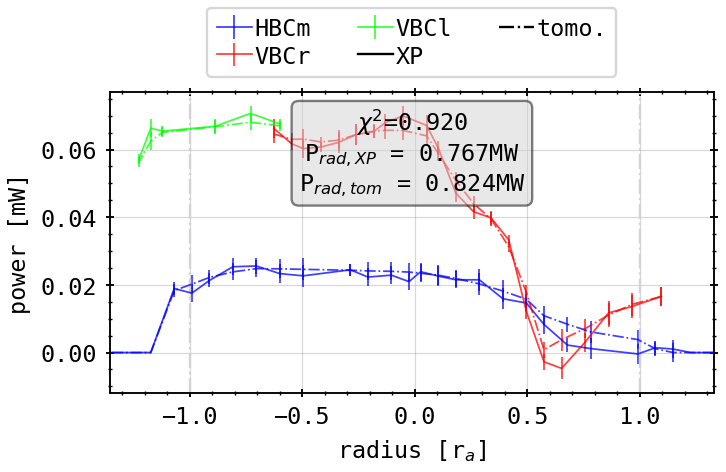 HBCm VBCl tomo.
VBCr XP
χ²=0.920
P_rad,XP = 0.767MW
P_rad,tom = 0.824MW
power [mW]
0.06
0.04
0.02
0.00
−1.0 −0.5 0.0 0.5 1.0
radius [r_a]